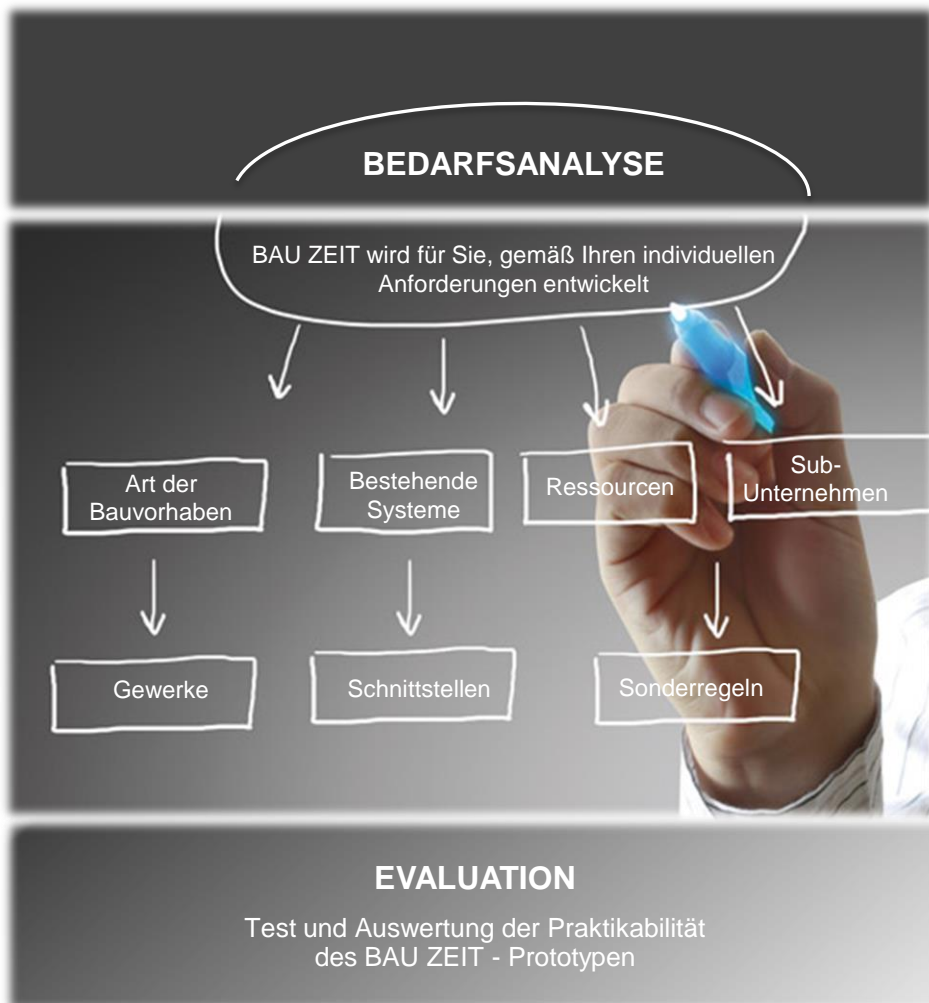 BEDARFSANALYSE
BAU ZEIT wird für Sie, gemäß Ihren individuellen
Anforderungen entwickelt
Art der
Bauvorhaben
Bestehende
Systeme
Ressourcen
Sub-
Unternehmen
Gewerke
Schnittstellen
Sonderregeln
EVALUATION
Test und Auswertung der Praktikabilität
des BAU ZEIT - Prototypen